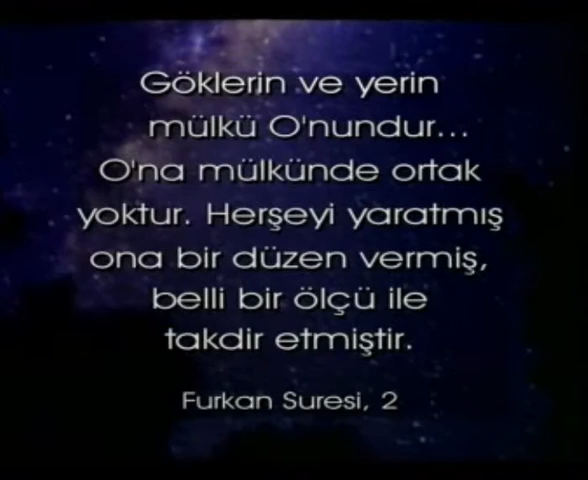 Göklerin ve yerin
mülkü O'nundur...
O'na mülkünde ortak
yoktur. Herşeyi yaratmış
ona bir düzen vermiş,
belli bir ölçü ile
takdir etmiştir.
Furkan Suresi, 2